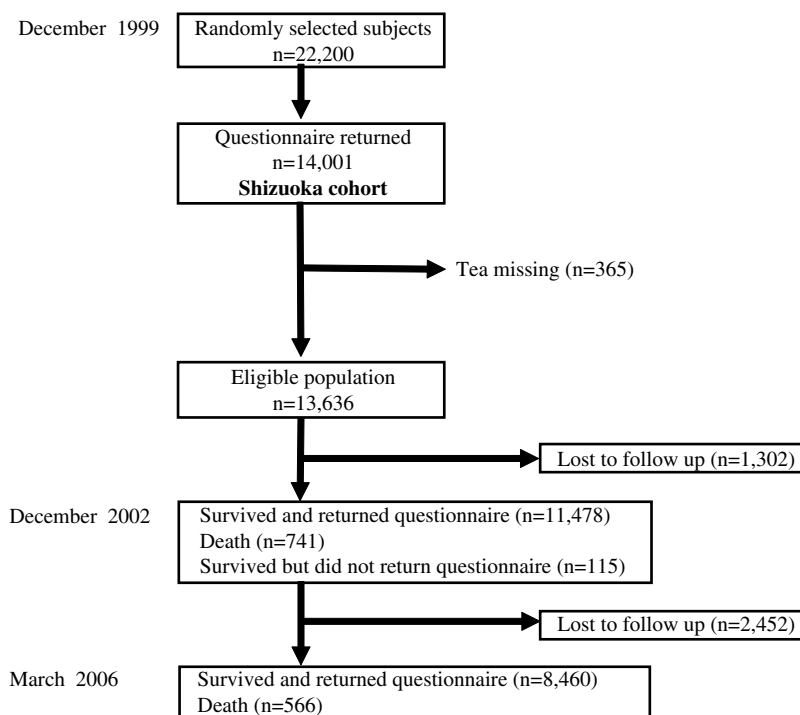 December 1999
Randomly selected subjects
n=22,200
Questionnaire returned
n=14,001
Shizuoka cohort
Tea missing (n=365)
Eligible population
n=13,636
Lost to follow up (n=1,302)
December 2002
Survived and returned questionnaire (n=11,478)
Death (n=741)
Survived but did not return questionnaire (n=115)
Lost to follow up (n=2,452)
March 2006
Survived and returned questionnaire (n=8,460)
Death (n=566)